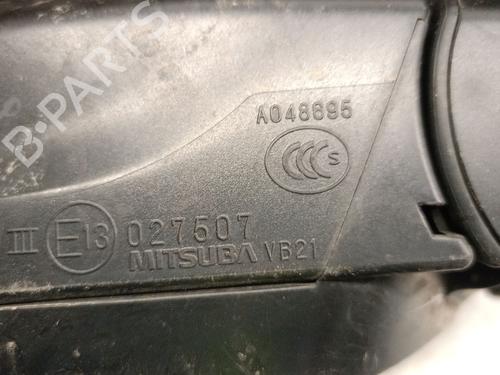 A048695
CCC S
III E13 027507
MITSUBA VB21
B-PARTS